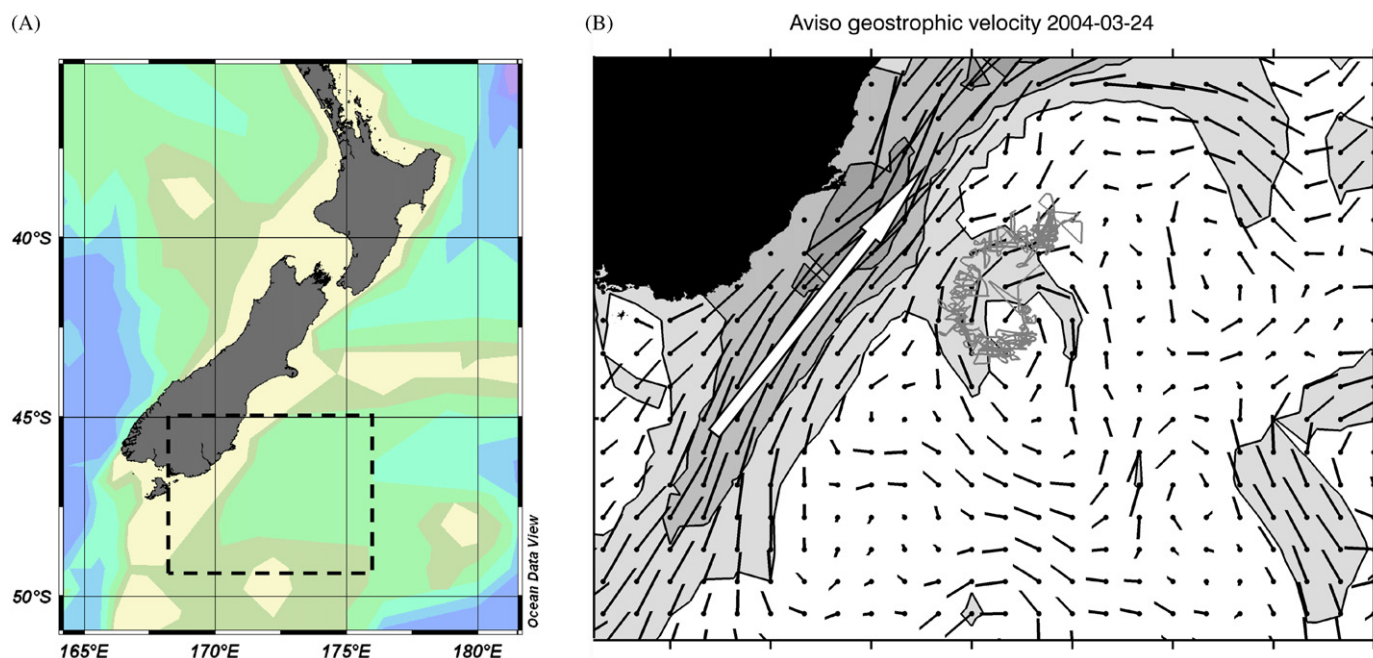 (A)
(B)
Aviso geostrophic velocity 2004-03-24
40°S
45°S
50°S
165°E
170°E
175°E
180°E
Ocean Data View